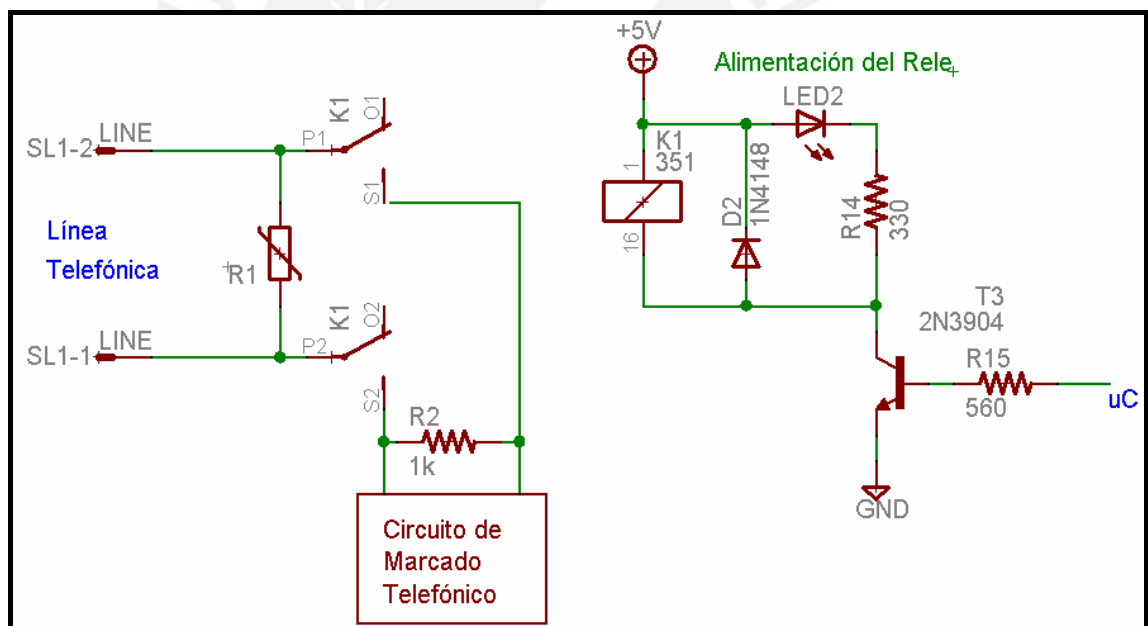 +5V
Alimentación del Rele
LED2
K1
O1
LINE
P1
SL1-2
S1
K1
351
1
16
D2
1N4148
R14
330
Línea
Telefónica
R1
K1
O2
LINE
P2
SL1-1
S2
T3
2N3904
R15
560
uC
R2
1k
GND
Circuito de
Marcado
Telefónico